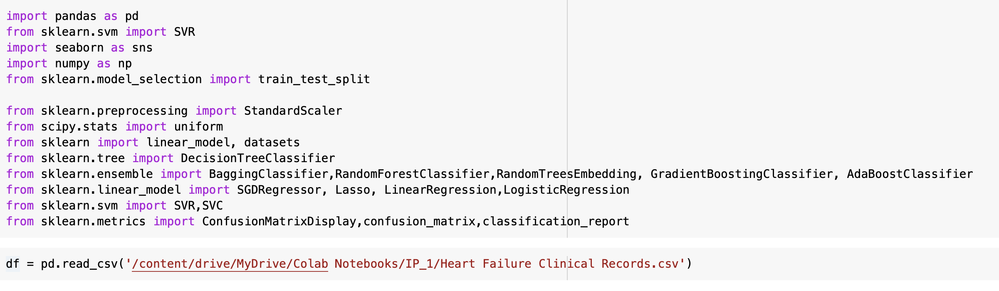 import pandas as pd
from sklearn.svm import SVR
import seaborn as sns
import numpy as np
from sklearn.model_selection import train_test_split
from sklearn.preprocessing import StandardScaler
from scipy.stats import uniform
from sklearn import linear_model, datasets
from sklearn.tree import DecisionTreeClassifier
from sklearn.ensemble import BaggingClassifier,RandomForestClassifier,RandomTreesEmbedding, GradientBoostingClassifier, AdaBoostClassifier
from sklearn.linear_model import SGDRegressor, Lasso, LinearRegression,LogisticRegression
from sklearn.svm import SVR,SVC
from sklearn.metrics import ConfusionMatrixDisplay,confusion_matrix,classification_report
df = pd.read_csv('/content/drive/MyDrive/Colab Notebooks/IP_1/Heart Failure Clinical Records.csv')